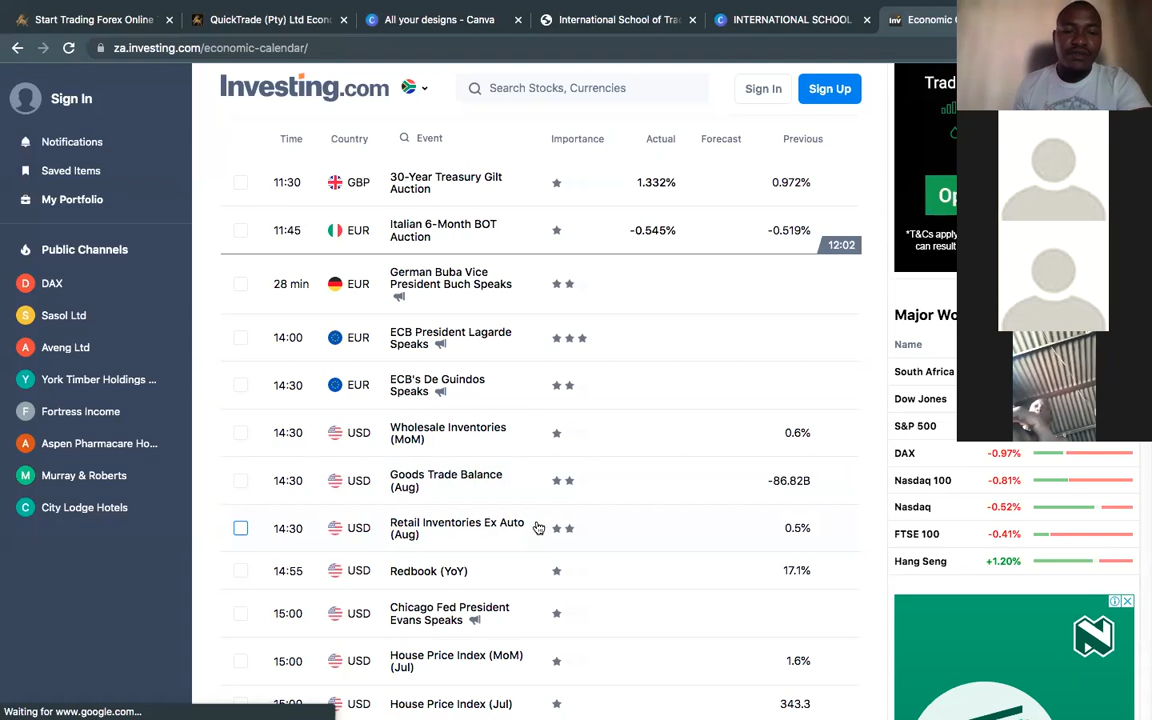 Start Trading Forex Online
QuickTrade (Pty) Ltd Econ
All your designs - Canva
International School of Tra
INTERNATIONAL SCHOOL
Inv Economic C
za.investing.com/economic-calendar/
Sign In
Notifications
Saved Items
My Portfolio
Public Channels
D DAX
S Sasol Ltd
A Aveng Ltd
Y York Timber Holdings ...
F Fortress Income
A Aspen Pharmacare Ho...
M Murray & Roberts
C City Lodge Hotels
Waiting for www.google.com...
Investing.com
Search Stocks, Currencies
Sign In
Sign Up
Time Country Event Importance Actual Forecast Previous
11:30 GBP 30-Year Treasury Gilt 1.332% 0.972%
Auction
11:45 EUR Italian 6-Month BOT -0.545% -0.519%
Auction
12:02
28 min EUR German Buba Vice
President Buch Speaks
14:00 EUR ECB President Lagarde
Speaks
14:30 EUR ECB's De Guindos
Speaks
14:30 USD Wholesale Inventories 0.6%
(MoM)
14:30 USD Goods Trade Balance -86.82B
(Aug)
14:30 USD Retail Inventories Ex Auto 0.5%
(Aug)
14:55 USD Redbook (YoY) 17.1%
15:00 USD Chicago Fed President
Evans Speaks
15:00 USD House Price Index (MoM) 1.6%
(Jul)
15:00 USD House Price Index (Jul) 343.3
Trad
Op
*T&Cs apply
can result
Major Wo
Name
South Africa
Dow Jones
S&P 500
DAX -0.97%
Nasdaq 100 -0.81%
Nasdaq -0.52%
FTSE 100 -0.41%
Hang Seng +1.20%